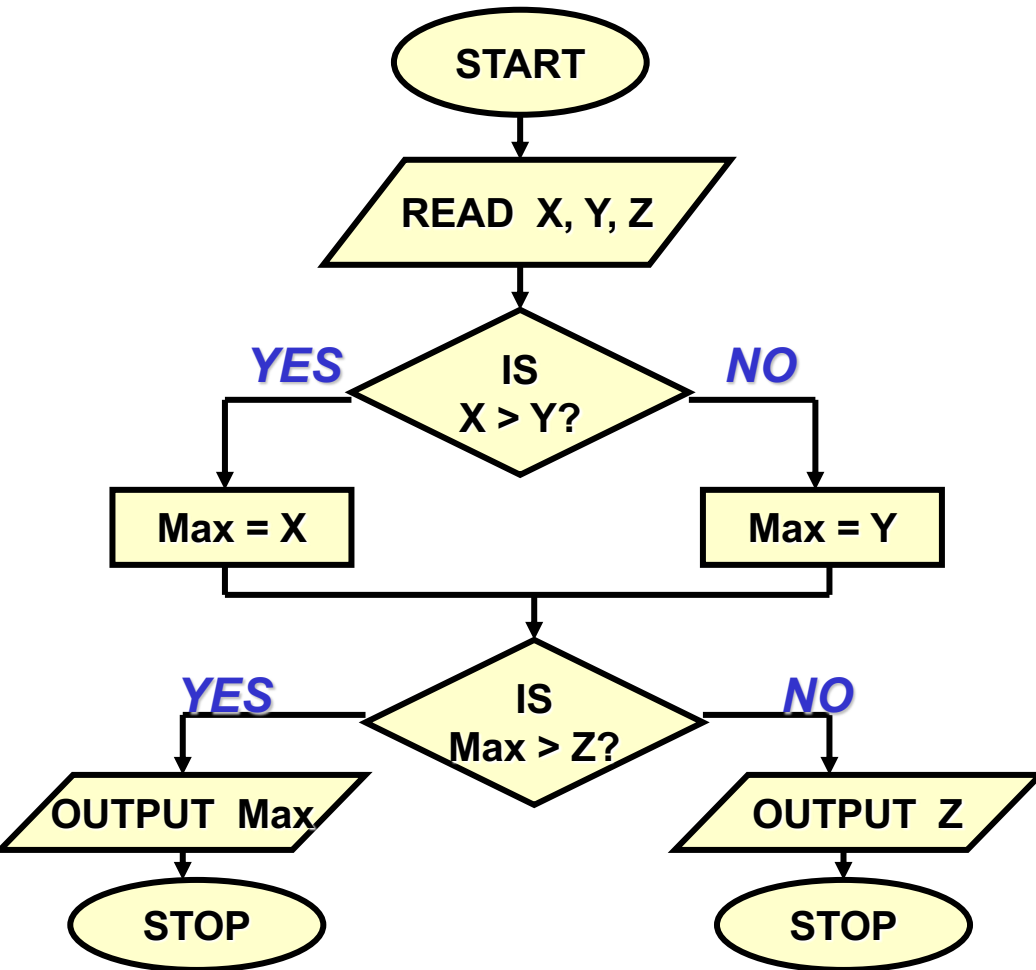 START
READ X, Y, Z
YES
IS
X > Y?
NO
Max = X
Max = Y
YES
IS
Max > Z?
NO
OUTPUT Max
OUTPUT Z
STOP
STOP